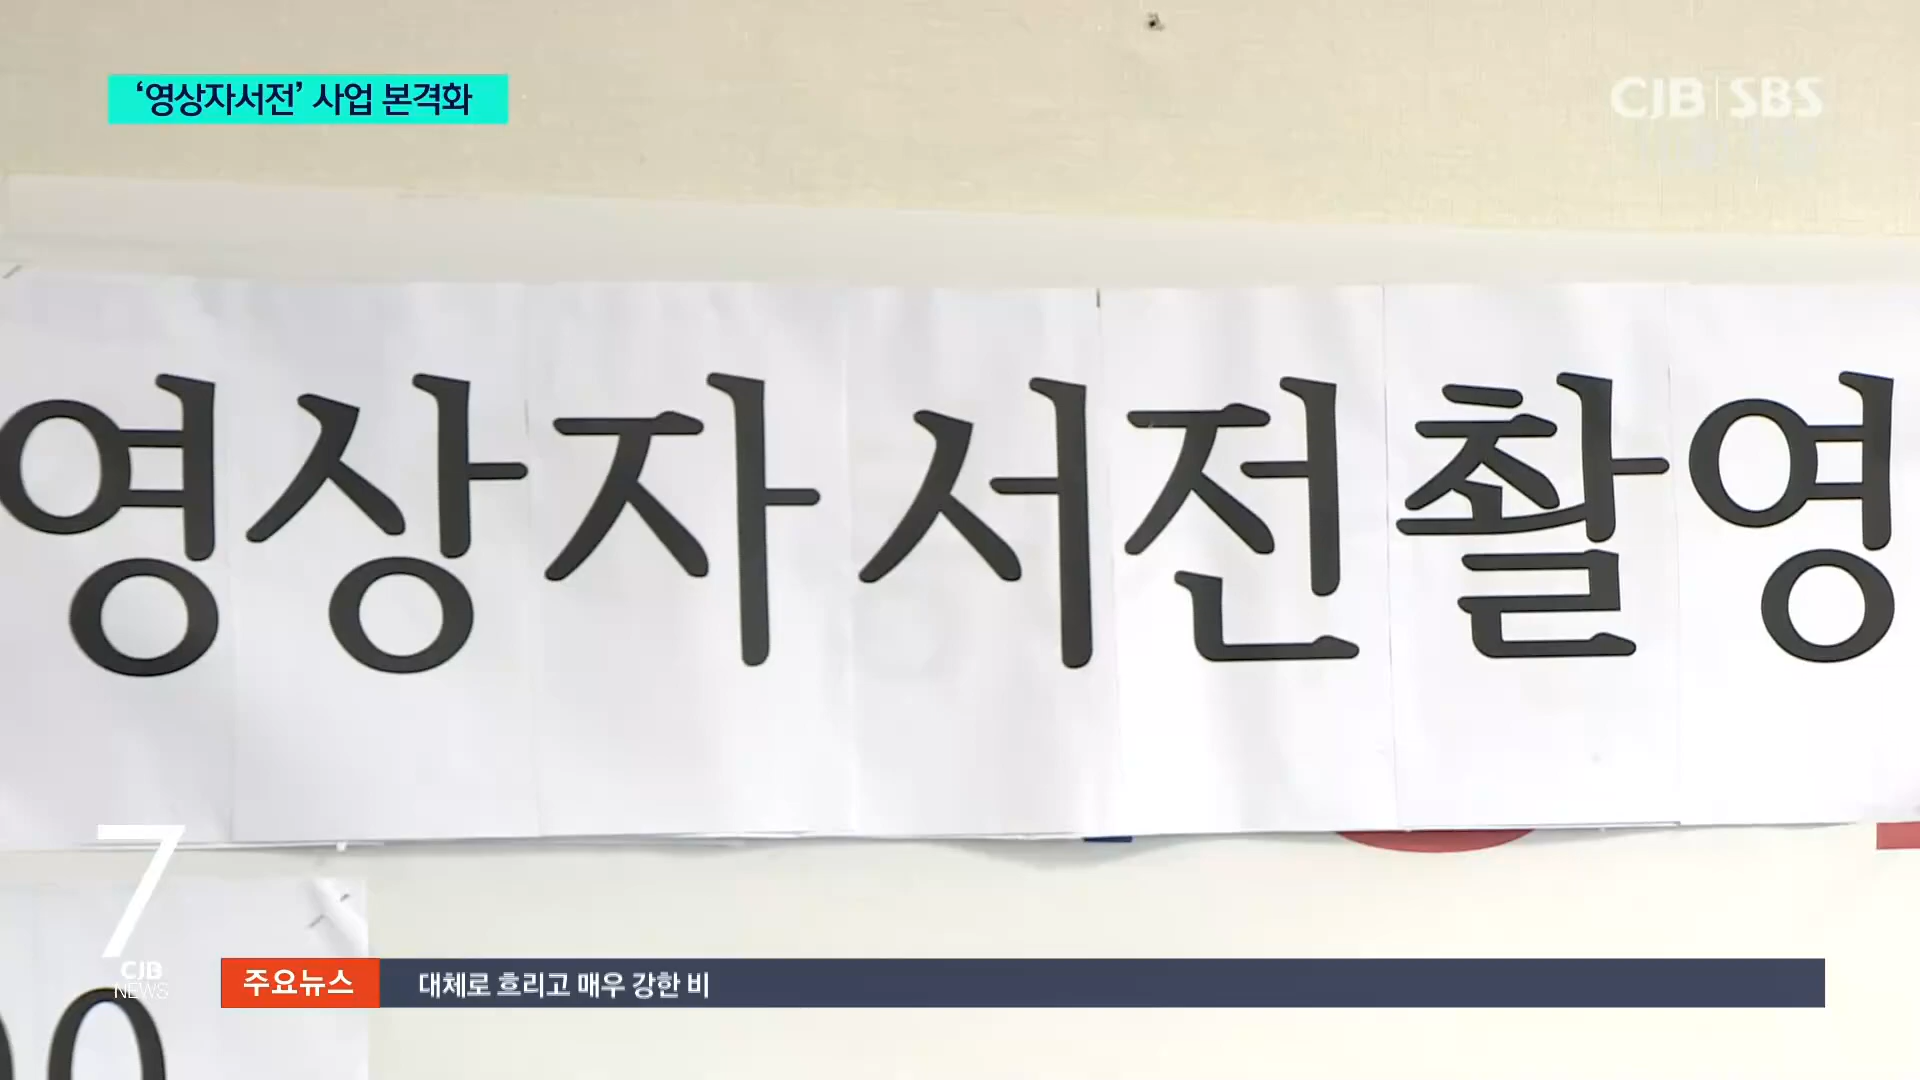 ‘영상자서전’ 사업 본격화
CJB SBS
영상자서전촬영
7
CJB
NEWS
주요뉴스 대체로 흐리고 매우 강한 비